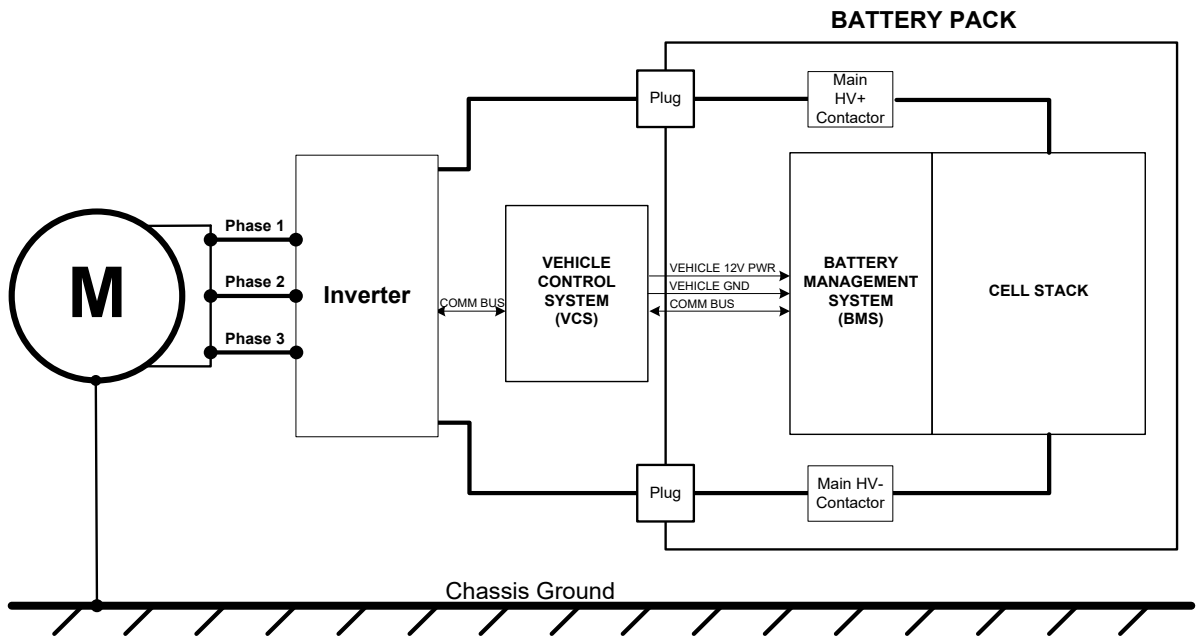 BATTERY PACK
Plug
Main
HV+
Contactor
Phase 1
Phase 2
Phase 3
M
Inverter
COMM BUS
VEHICLE
CONTROL
SYSTEM
(VCS)
VEHICLE 12V PWR
VEHICLE GND
COMM BUS
BATTERY
MANAGEMENT
SYSTEM
(BMS)
CELL STACK
Plug
Main HV-
Contactor
Chassis Ground